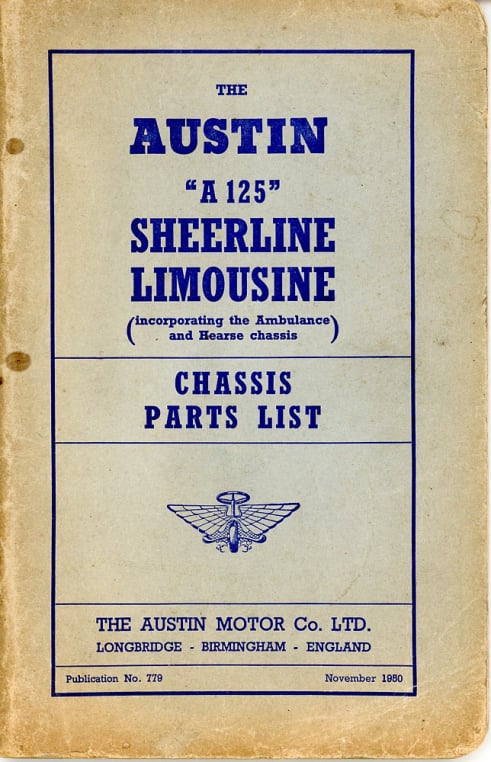 THE
AUSTIN
“A 125”
SHEERLINE
LIMOUSINE
(incorporating the Ambulance
and Hearse chassis)
CHASSIS
PARTS LIST
THE AUSTIN MOTOR Co. LTD.
LONGBRIDGE - BIRMINGHAM - ENGLAND
Publication No. 779
November 1950